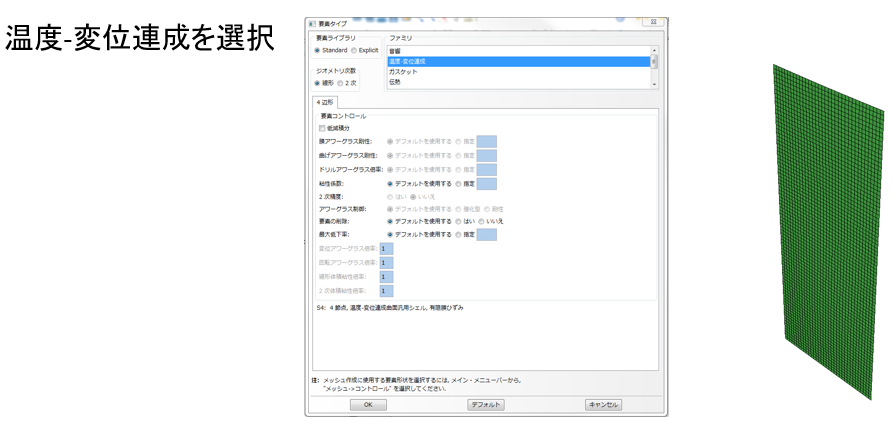 温度-変位連成を選択
要素タイプ
要素ライブラリ
Standard Explicit
ファミリ
音響
温度-変位連成
ガスケット
伝熱
ジオメトリ次数
線形 2 次
4 辺形
要素コントロール
低減積分
膜アワーグラス剛性: デフォルトを使用する 指定
曲げアワーグラス剛性: デフォルトを使用する 指定
ドリルアワーグラス倍率: デフォルトを使用する 指定
粘性係数: デフォルトを使用する 指定
2 次精度: はい いいえ
アワーグラス制御: デフォルトを使用する 強化型 剛性
要素の削除: デフォルトを使用する はい いいえ
最大低下率: デフォルトを使用する 指定
変位アワーグラス倍率: 1
回転アワーグラス倍率: 1
線形体積粘性倍率: 1
2 次体積粘性倍率: 1
S4: 4 節点, 温度-変位連成曲面汎用シェル, 有限膜ひずみ
注: メッシュ作成に使用する要素形状を選択するには, メイン・メニューバーから,
"メッシュ->コントロール" を選択してください.
OK デフォルト キャンセル